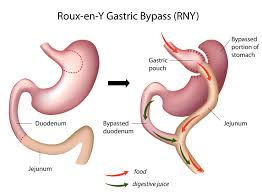 Roux-en-Y Gastric Bypass (RNY)
Bypassed
portion of
stomach
Gastric
pouch
Duodenum
Jejunum
Bypassed
duodenum
Jejunum
food
digestive juice